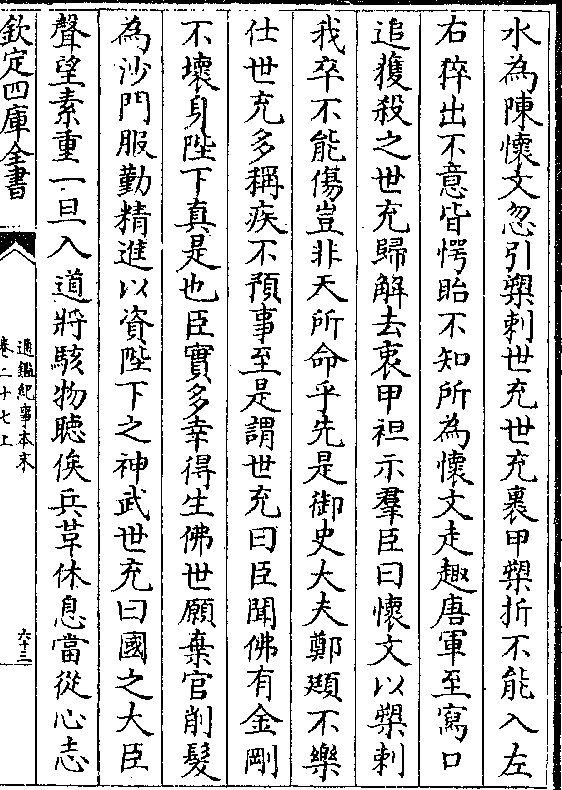 水為陳懷文忽引槊刺世充世充裏甲槊折不能入左
右猝出不意皆愕眙不知所為懷文走趣唐軍至寫口
追獲殺之世充歸解去衷甲袒示羣臣曰懷文以槊刺
我卒不能傷豈非天所命乎先是御史大夫鄭頲不樂
仕世充多稱疾不預事至是謂世充曰臣聞佛有金剛
不壞身陛下真是也臣實多幸得生佛世願棄官削髮
為沙門服勤精進以資陛下之神武世充曰國之大臣
聲望素重一旦入道將駭物聽俟兵革休息當從心志
欽定四庫全書
通鑑紀事本末
卷二十七上
六十三